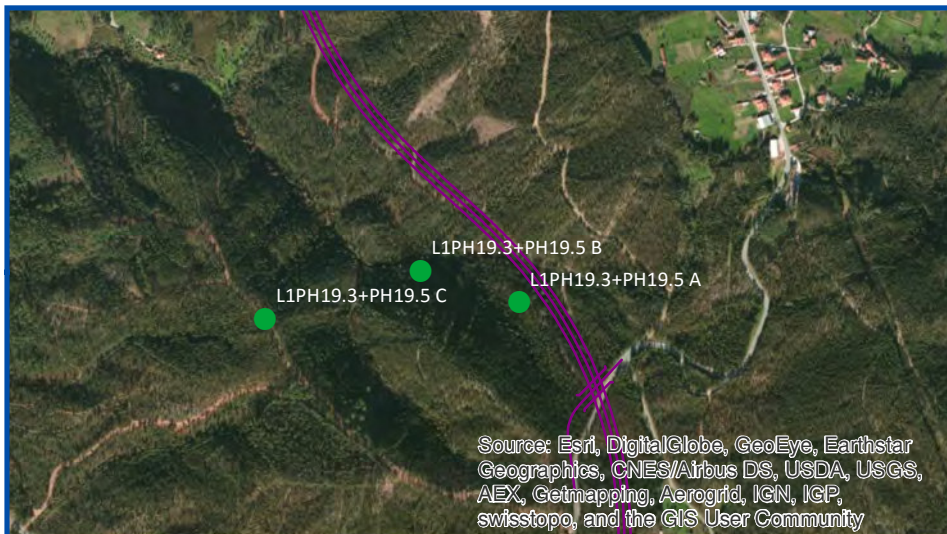 L1PH19.3+PH19.5 B
L1PH19.3+PH19.5 A
L1PH19.3+PH19.5 C
Source: Esri, DigitalGlobe, GeoEye, Earthstar
Geographics, CNES/Airbus DS, USDA, USGS,
AEX, Getmapping, Aerogrid, IGN, IGP,
swisstopo, and the GIS User Community